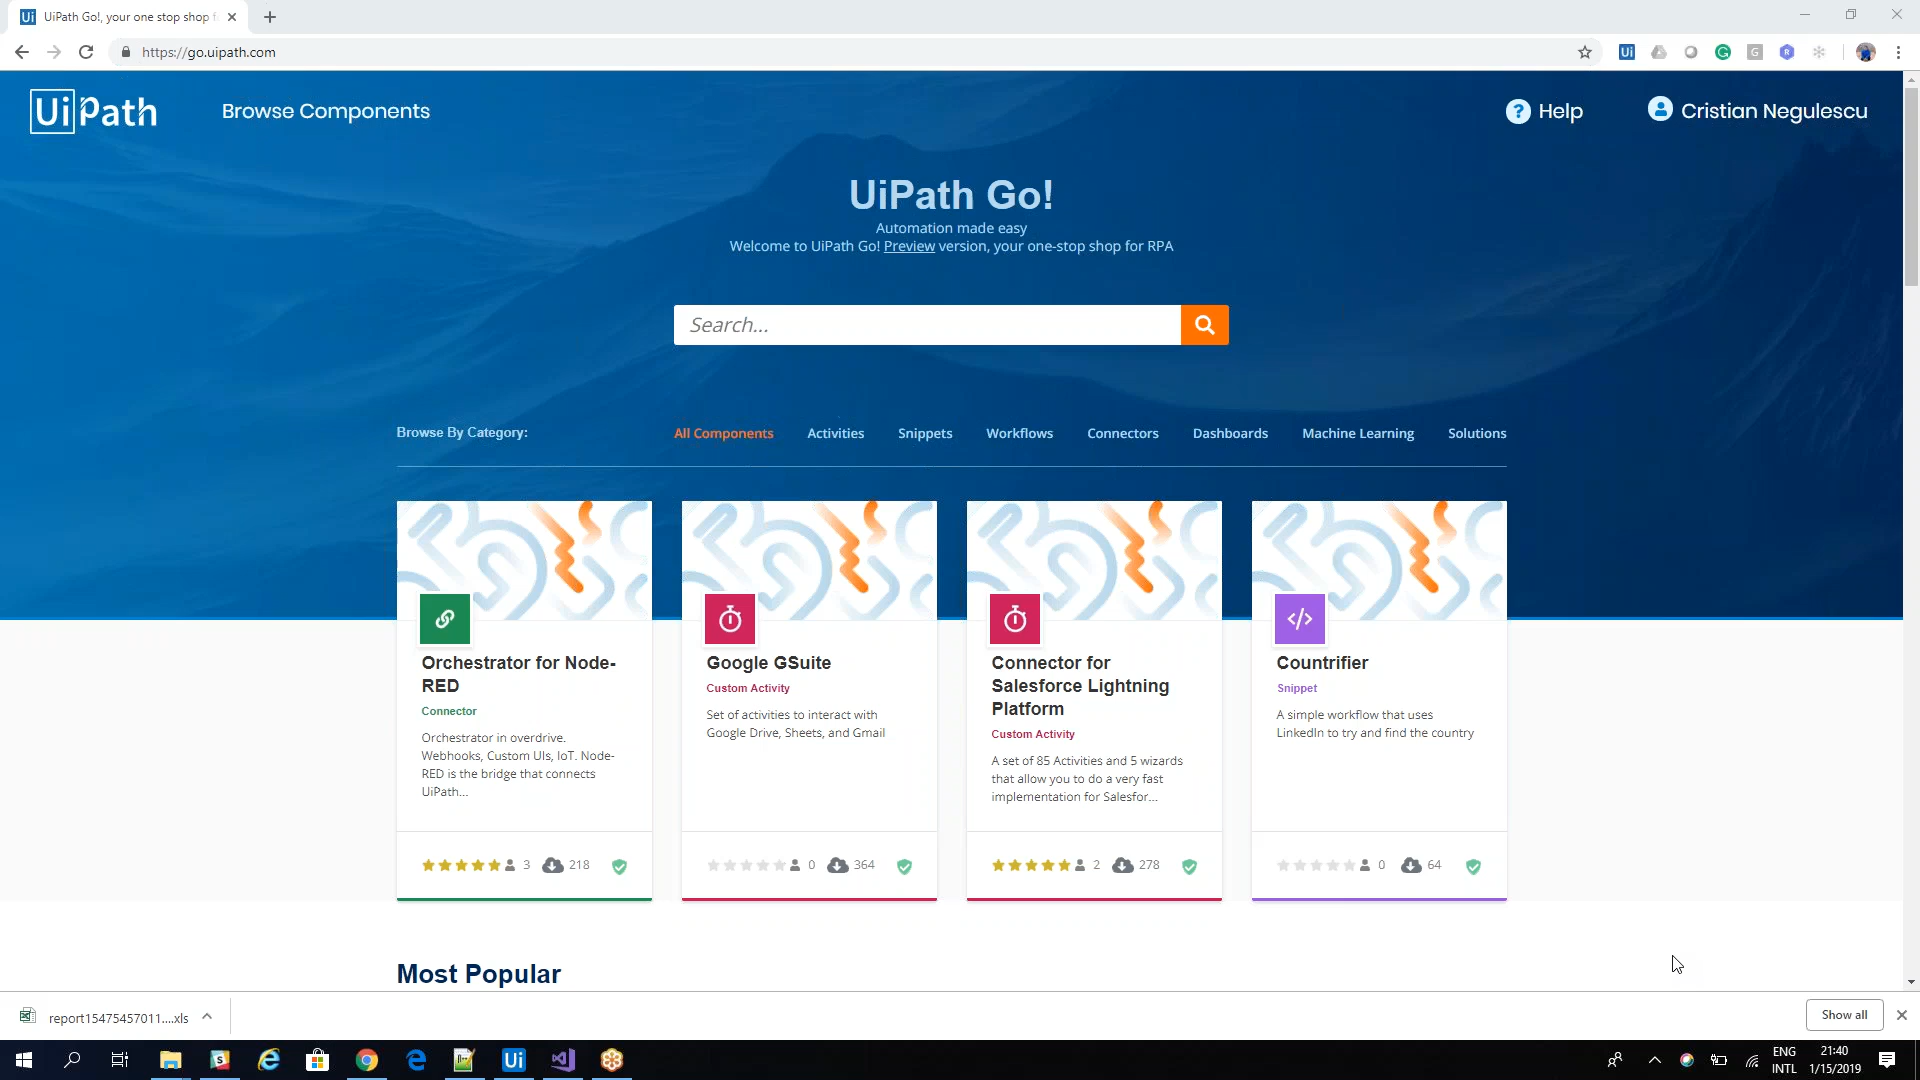 UiPath Go!, your one stop shop f
https://go.uipath.com
UiPath
Browse Components
? Help
Cristian Negulescu
UiPath Go!
Automation made easy
Welcome to UiPath Go! Preview version, your one-stop shop for RPA
Search...
Browse By Category:
All Components
Activities
Snippets
Workflows
Connectors
Dashboards
Machine Learning
Solutions
Orchestrator for Node-
RED
Connector
Orchestrator in overdrive.
Webhooks, Custom UIs, IoT. Node-
RED is the bridge that connects
UiPath...
3 218
Google GSuite
Custom Activity
Set of activities to interact with
Google Drive, Sheets, and Gmail
0 364
Connector for
Salesforce Lightning
Platform
Custom Activity
A set of 85 Activities and 5 wizards
that allow you to do a very fast
implementation for Salesfor...
2 278
Countrifier
Snippet
A simple workflow that uses
LinkedIn to try and find the country
0 64
Most Popular
report15475457011....xls
Show all
ENG
INTL
21:40
1/15/2019